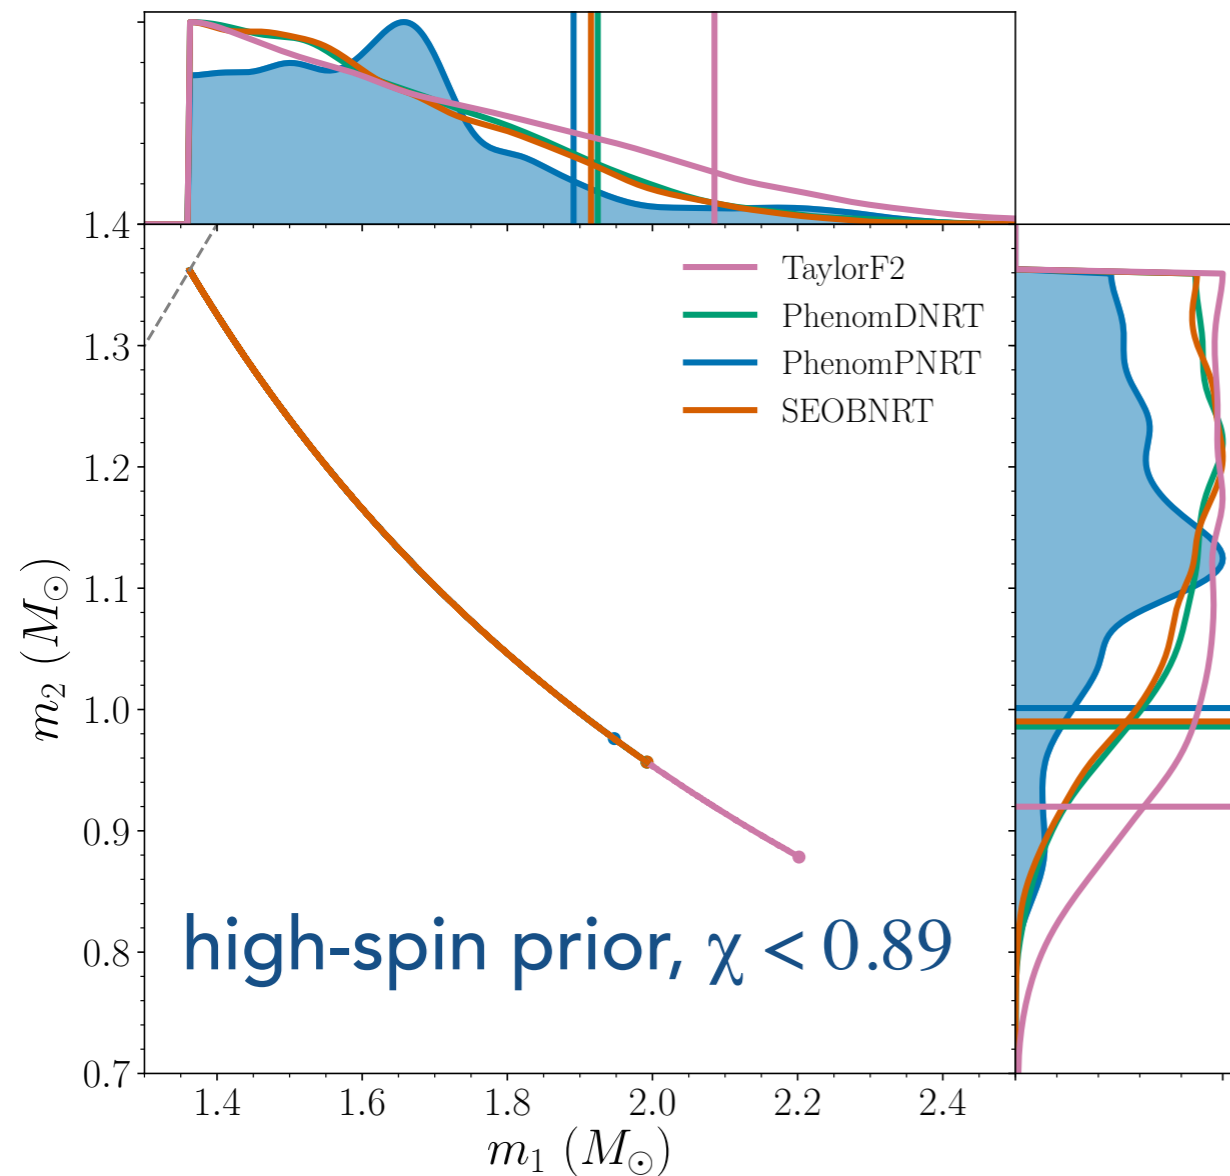 1.4
TaylorF2
PhenomDNRT
1.3
PhenomPNRT
SEOBNRT
1.2
1.1
m₂ (M⊙)
1.0
0.9
high-spin prior, χ < 0.89
0.8
0.7
1.4 1.6 1.8 2.0 2.2 2.4
m₁ (M⊙)